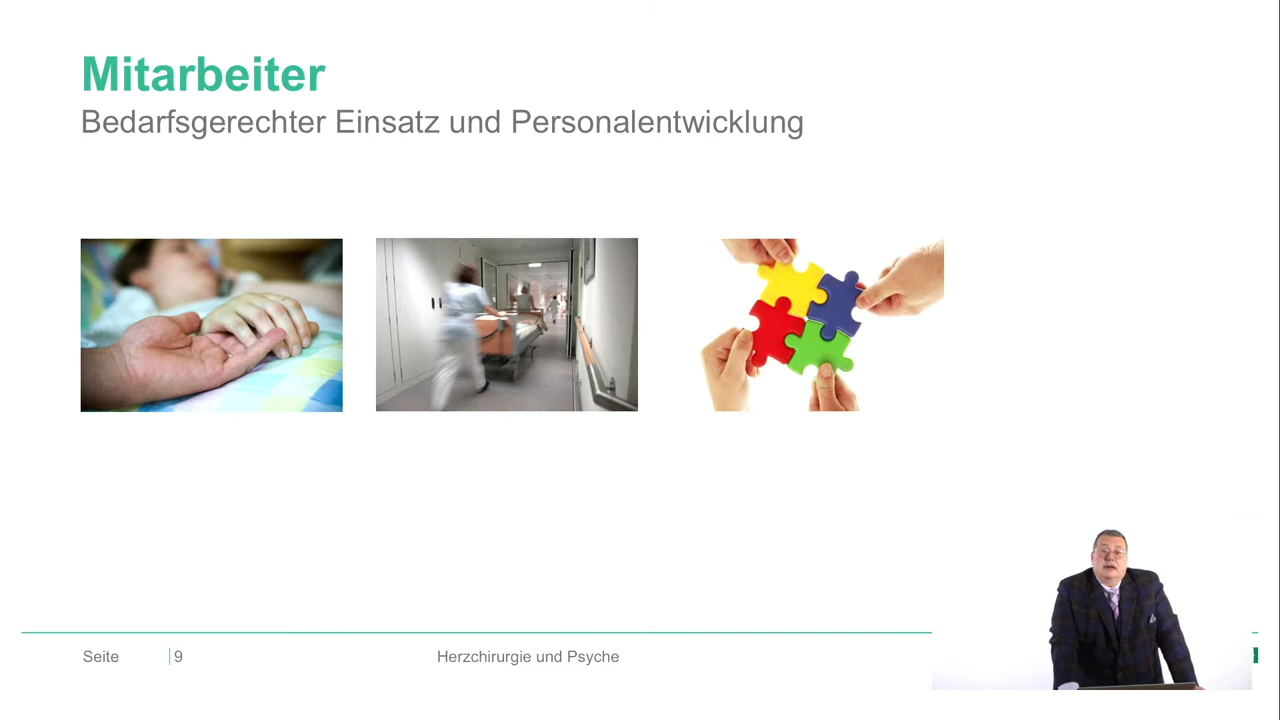 Mitarbeiter
Bedarfsgerechter Einsatz und Personalentwicklung
Seite | 9
Herzchirurgie und Psyche